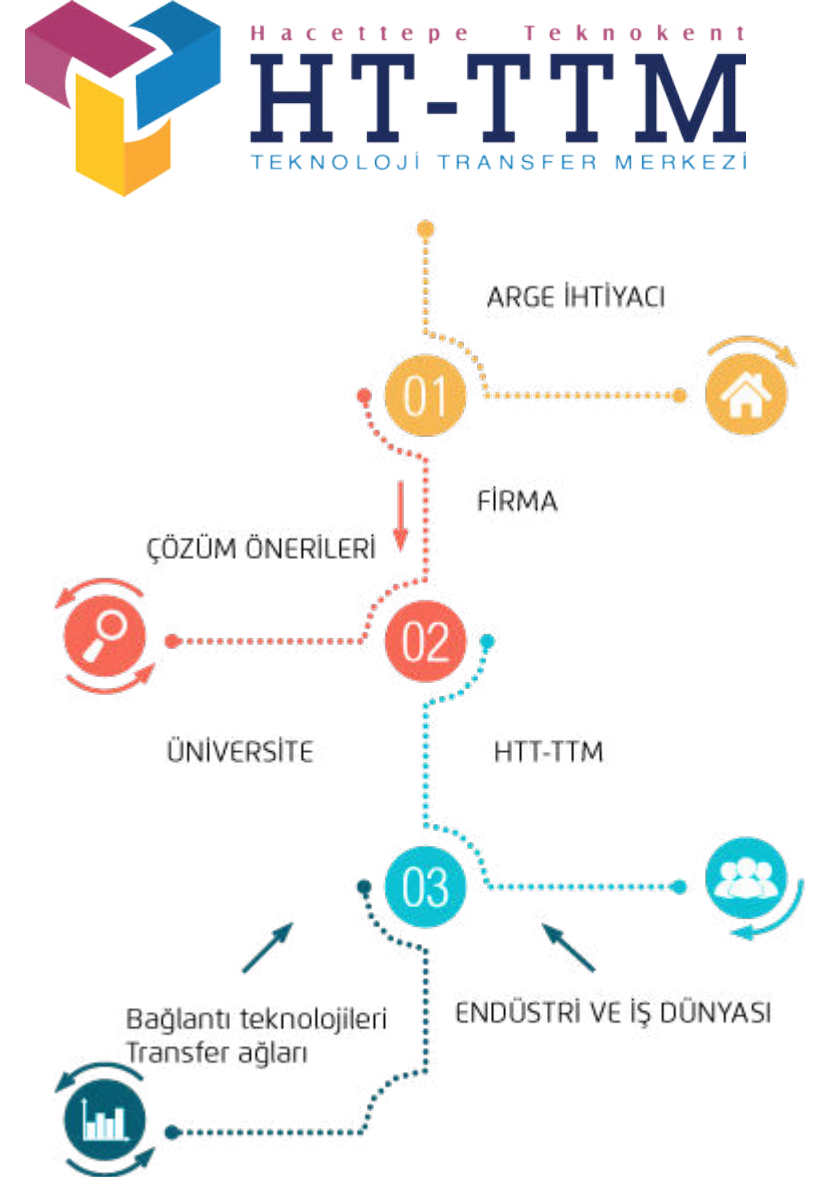 Hacettepe Teknokent
HT-TTM
TEKNOLOJİ TRANSFER MERKEZİ
ARGE İHTİYACI
01
FİRMA
ÇÖZÜM ÖNERİLERİ
02
ÜNİVERSİTE
HTT-TTM
03
Bağlantı teknolojileri
Transfer ağları
ENDÜSTRİ VE İŞ DÜNYASI